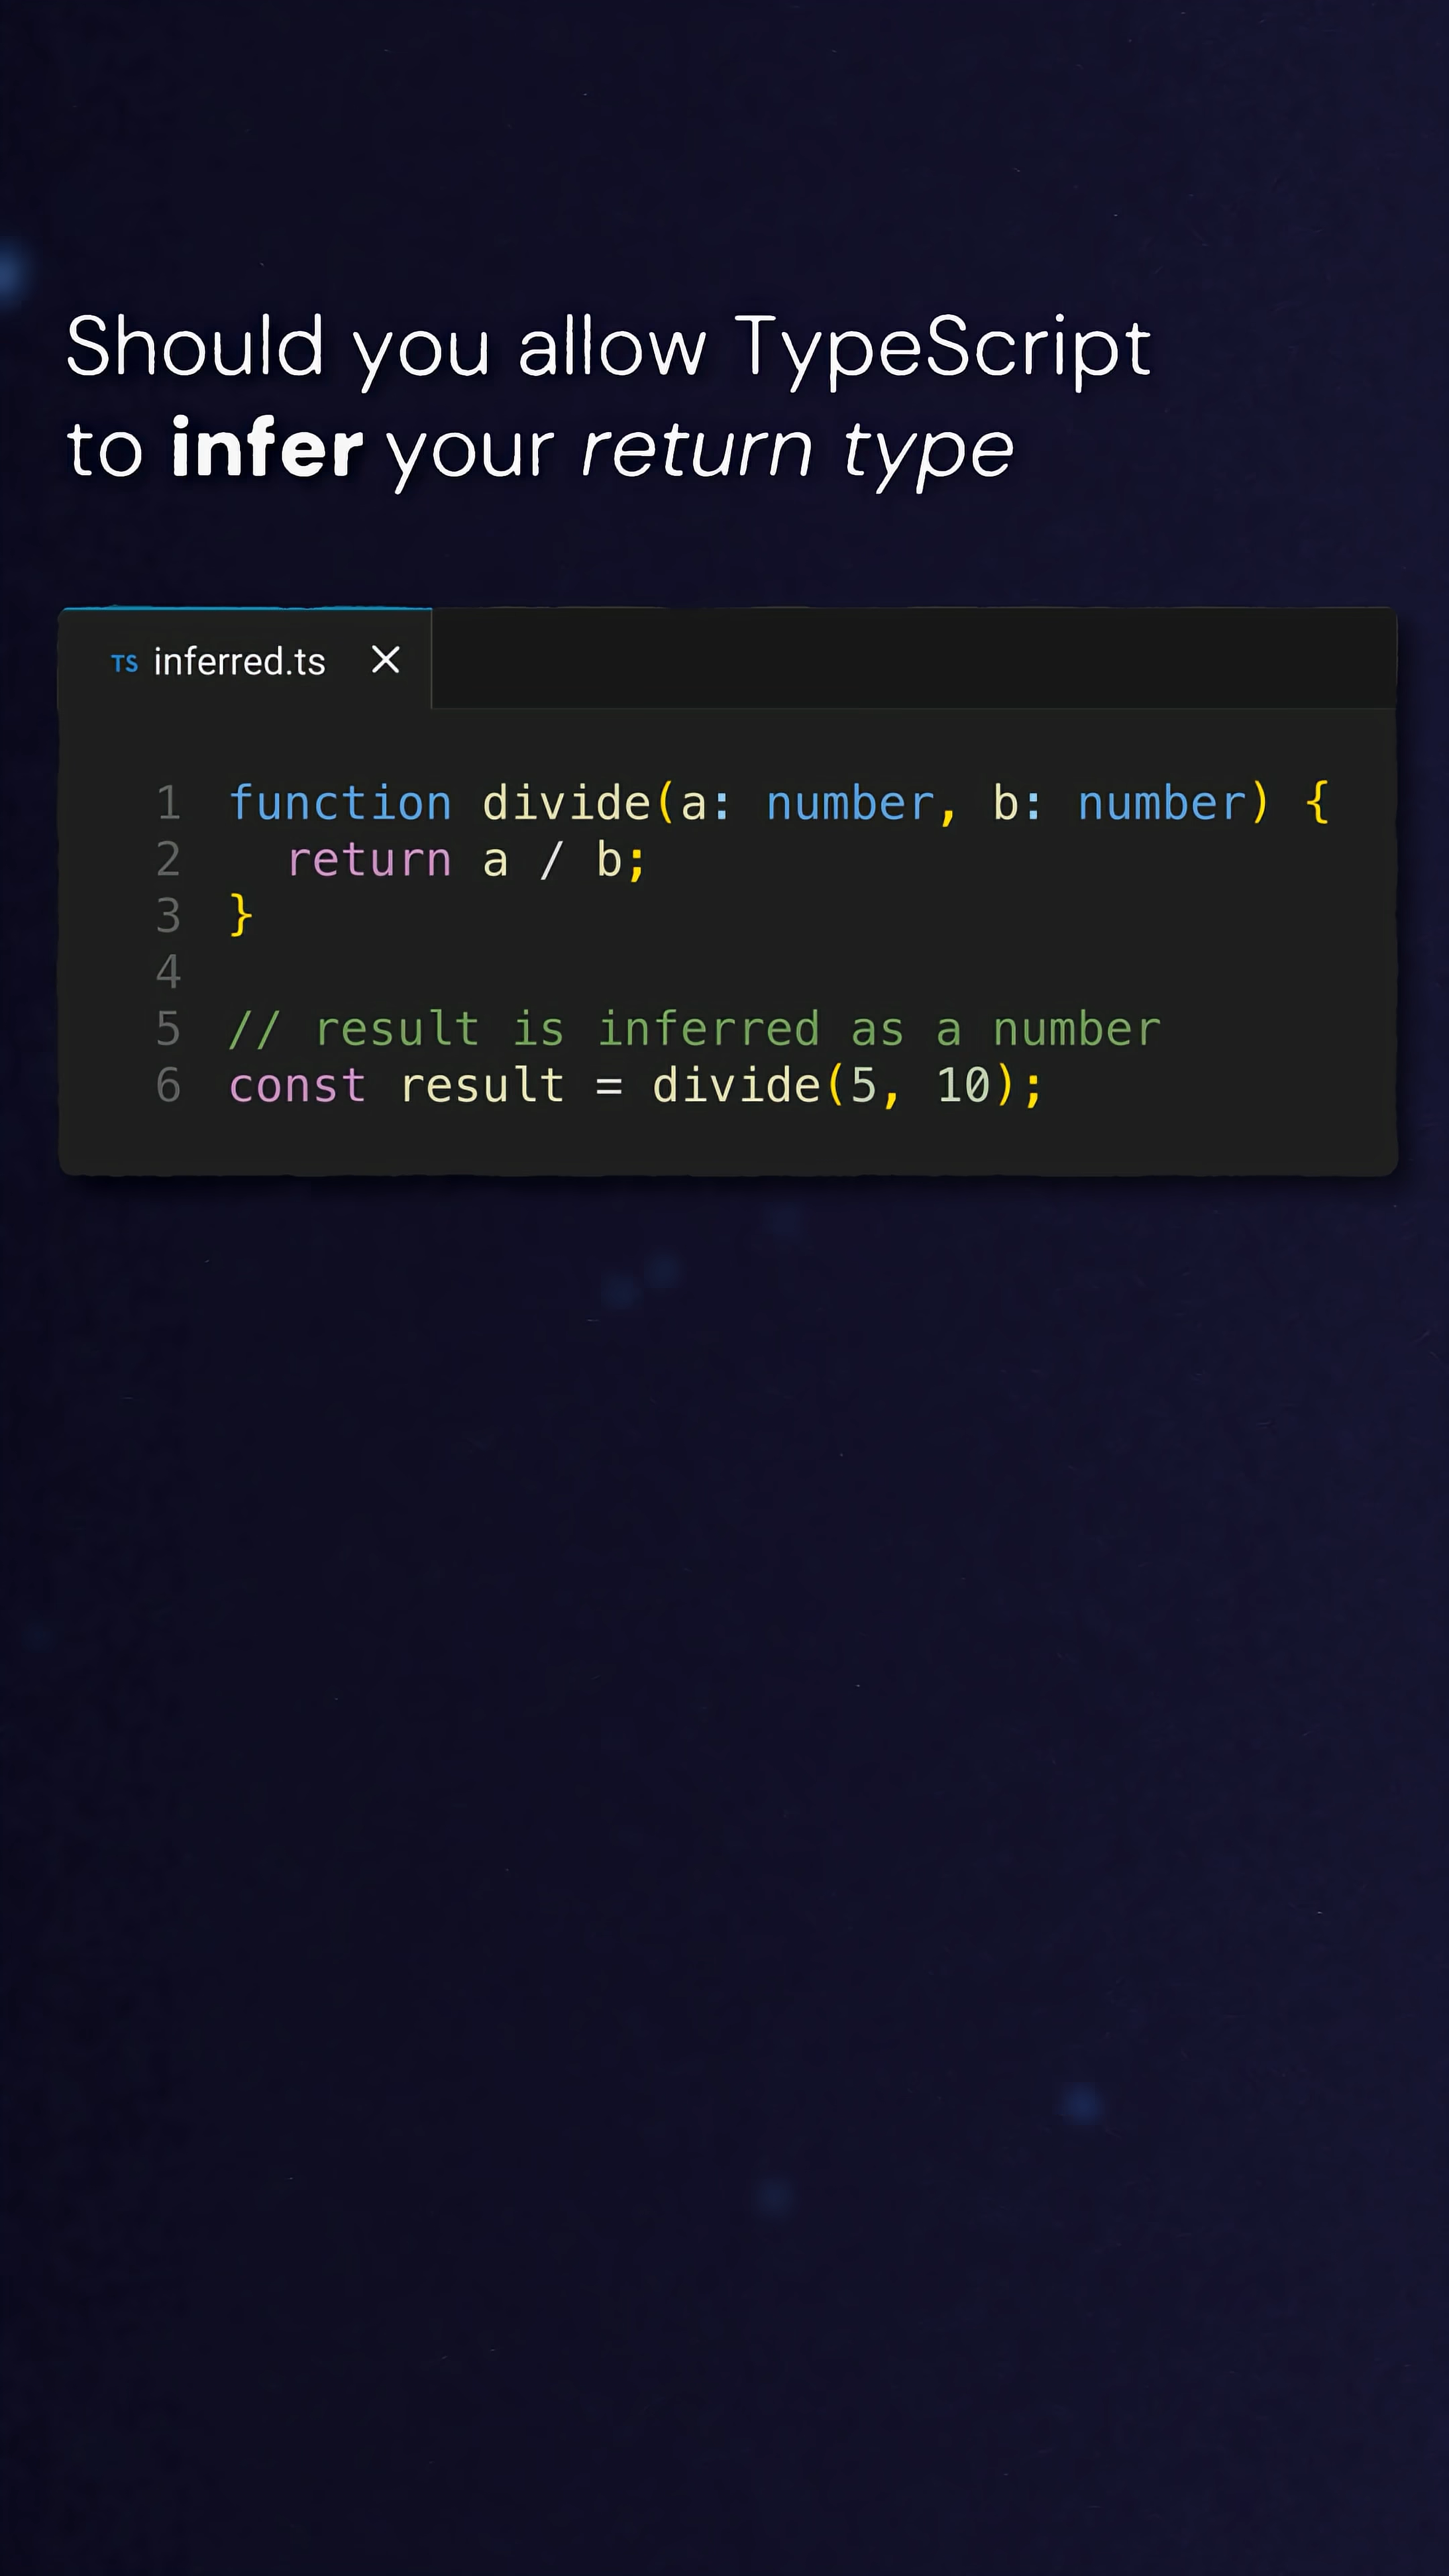 Should you allow TypeScript
to infer your return type
TS inferred.ts
1 function divide(a: number, b: number) {
2   return a / b;
3 }
4
5 // result is inferred as a number
6 const result = divide(5, 10);